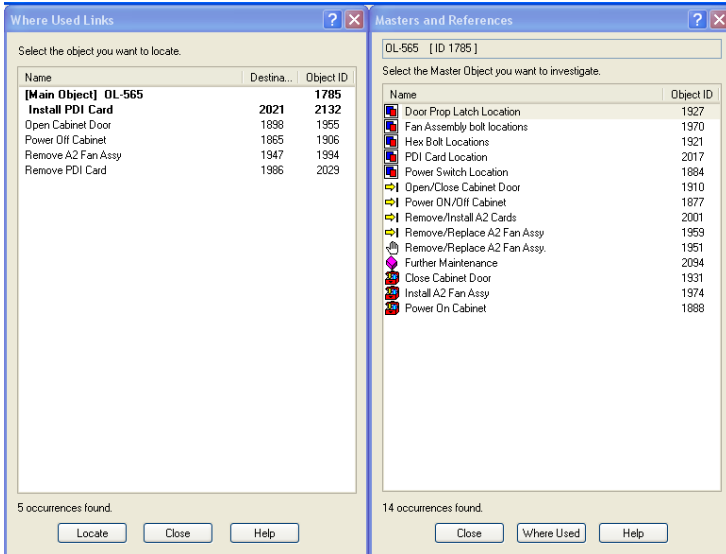 Where Used Links
Select the object you want to locate.
Name Destina... Object ID
[Main Object] OL-565 1785
Install PDI Card 2021 2132
Open Cabinet Door 1898 1955
Power Off Cabinet 1865 1906
Remove A2 Fan Assy 1947 1994
Remove PDI Card 1986 2029
5 occurrences found.
Locate Close Help
Masters and References
OL-565 [ ID 1785 ]
Select the Master Object you want to investigate.
Name Object ID
Door Prop Latch Location 1927
Fan Assembly bolt locations 1970
Hex Bolt Locations 1921
PDI Card Location 2017
Power Switch Location 1884
Open/Close Cabinet Door 1910
Power ON/Off Cabinet 1877
Remove/Install A2 Cards 2001
Remove/Replace A2 Fan Assy 1959
Remove/Replace A2 Fan Assy. 1951
Further Maintenance 2094
Close Cabinet Door 1931
Install A2 Fan Assy 1974
Power On Cabinet 1888
14 occurrences found.
Close Where Used Help